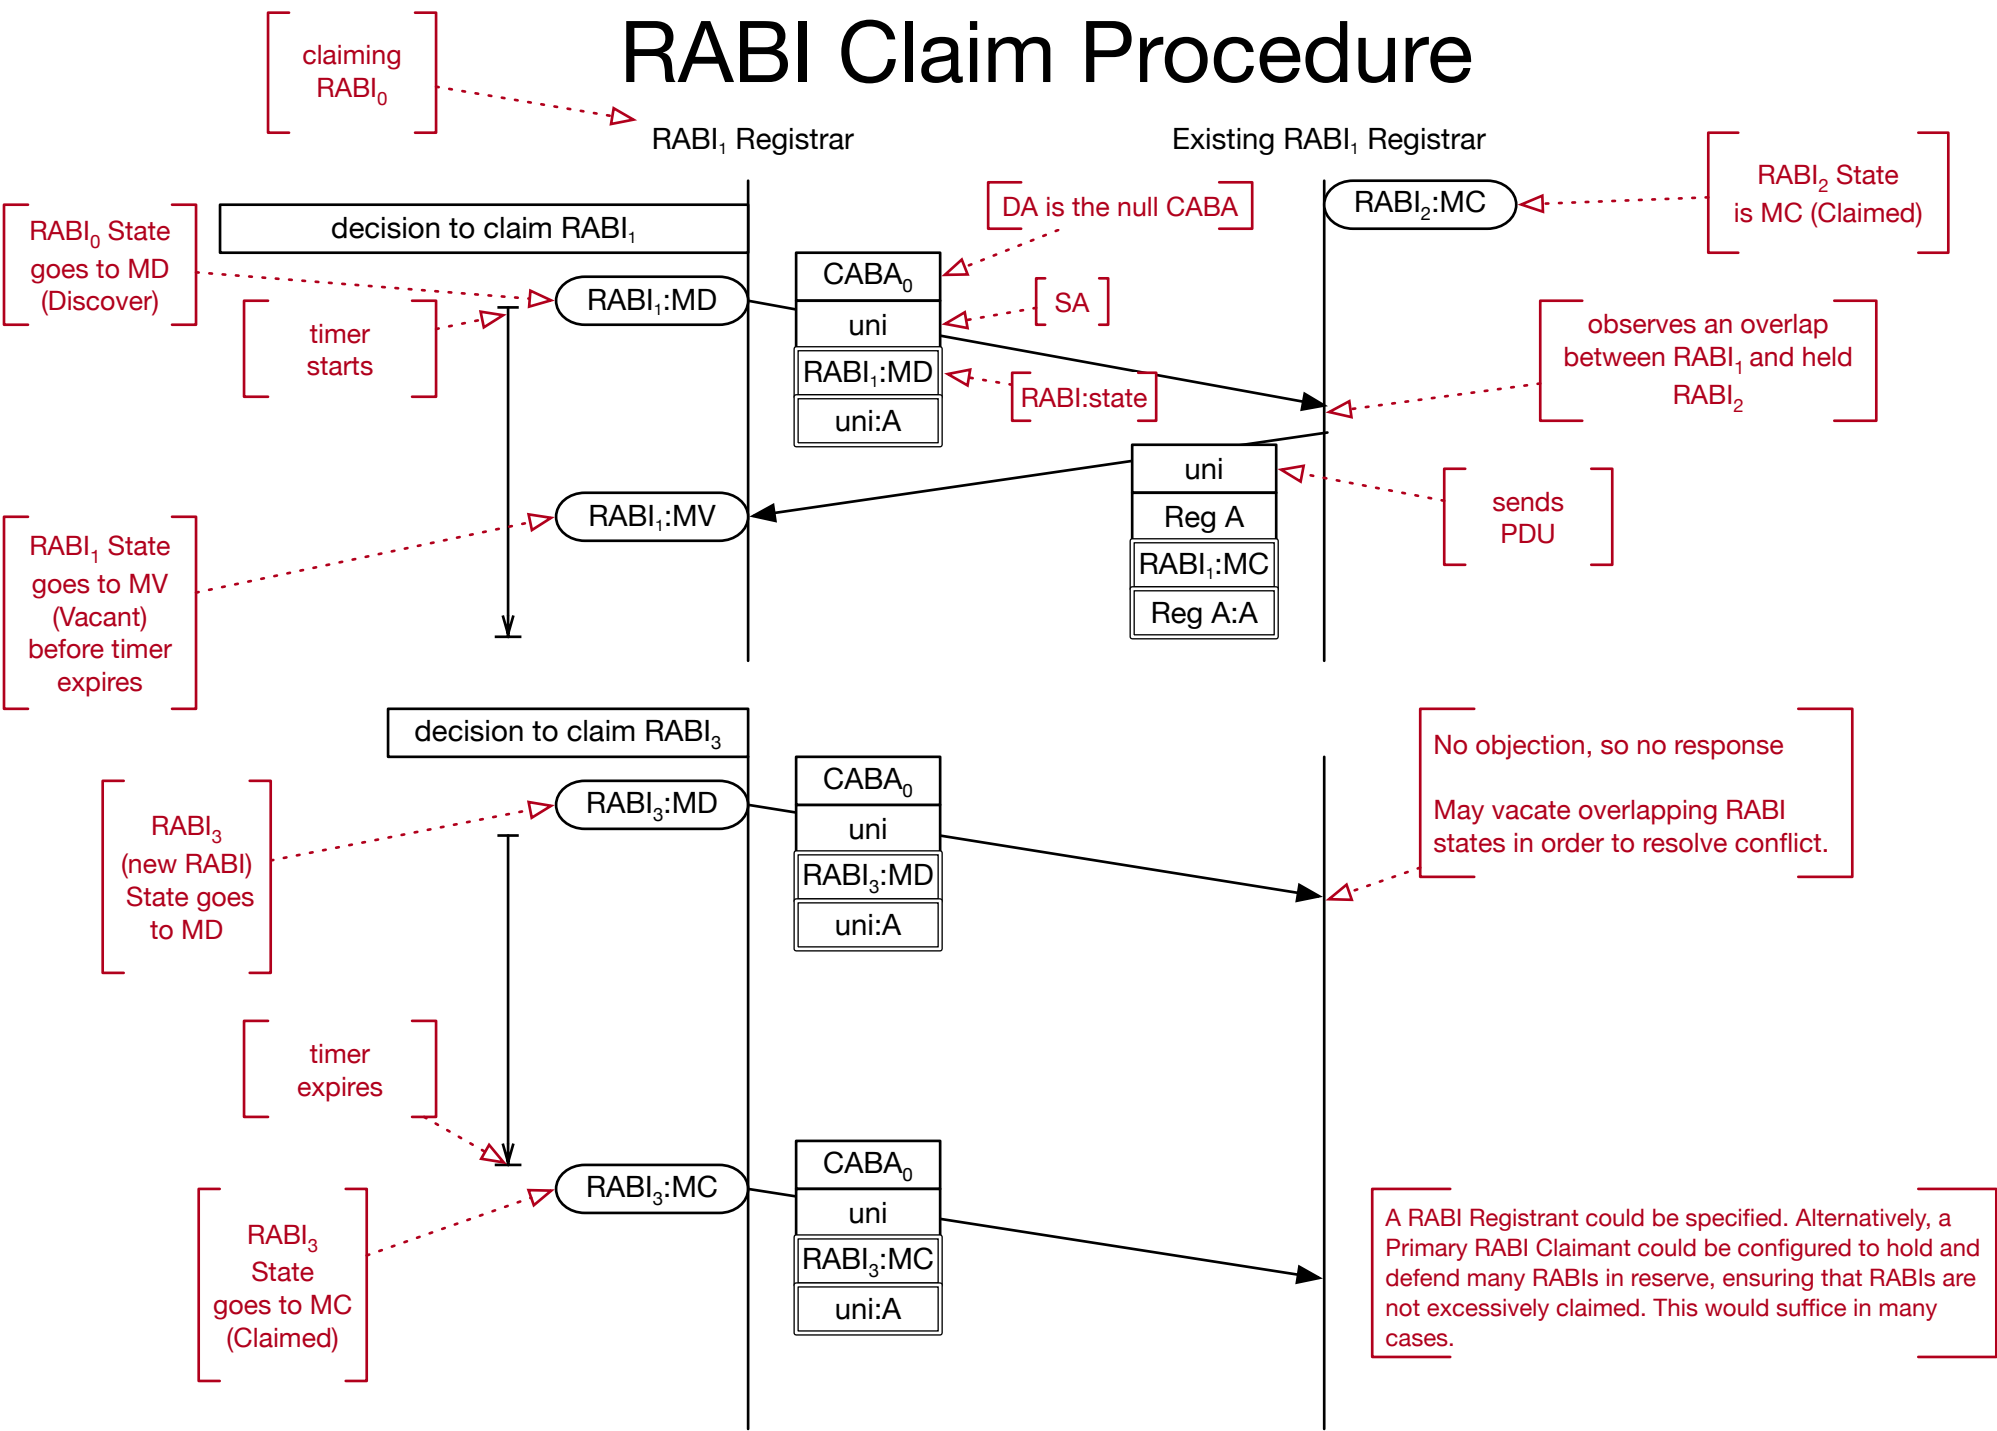 RABI Claim Procedure
claiming
RABI₀
RABI₁ Registrar
Existing RABI₁ Registrar
RABI₂ State
is MC (Claimed)
RABI₂:MC
DA is the null CABA
RABI₀ State
goes to MD
(Discover)
decision to claim RABI₁
CABA₀
uni
RABI₁:MD
uni:A
RABI₁:MD
SA
RABI:state
timer
starts
observes an overlap
between RABI₁ and held
RABI₂
uni
Reg A
RABI₁:MC
Reg A:A
sends
PDU
RABI₁:MV
RABI₁ State
goes to MV
(Vacant)
before timer
expires
decision to claim RABI₃
RABI₃:MD
CABA₀
uni
RABI₃:MD
uni:A
No objection, so no response
May vacate overlapping RABI
states in order to resolve conflict.
RABI₃
(new RABI)
State goes
to MD
timer
expires
RABI₃:MC
CABA₀
uni
RABI₃:MC
uni:A
RABI₃
State
goes to MC
(Claimed)
A RABI Registrant could be specified. Alternatively, a
Primary RABI Claimant could be configured to hold and
defend many RABIs in reserve, ensuring that RABIs are
not excessively claimed. This would suffice in many
cases.